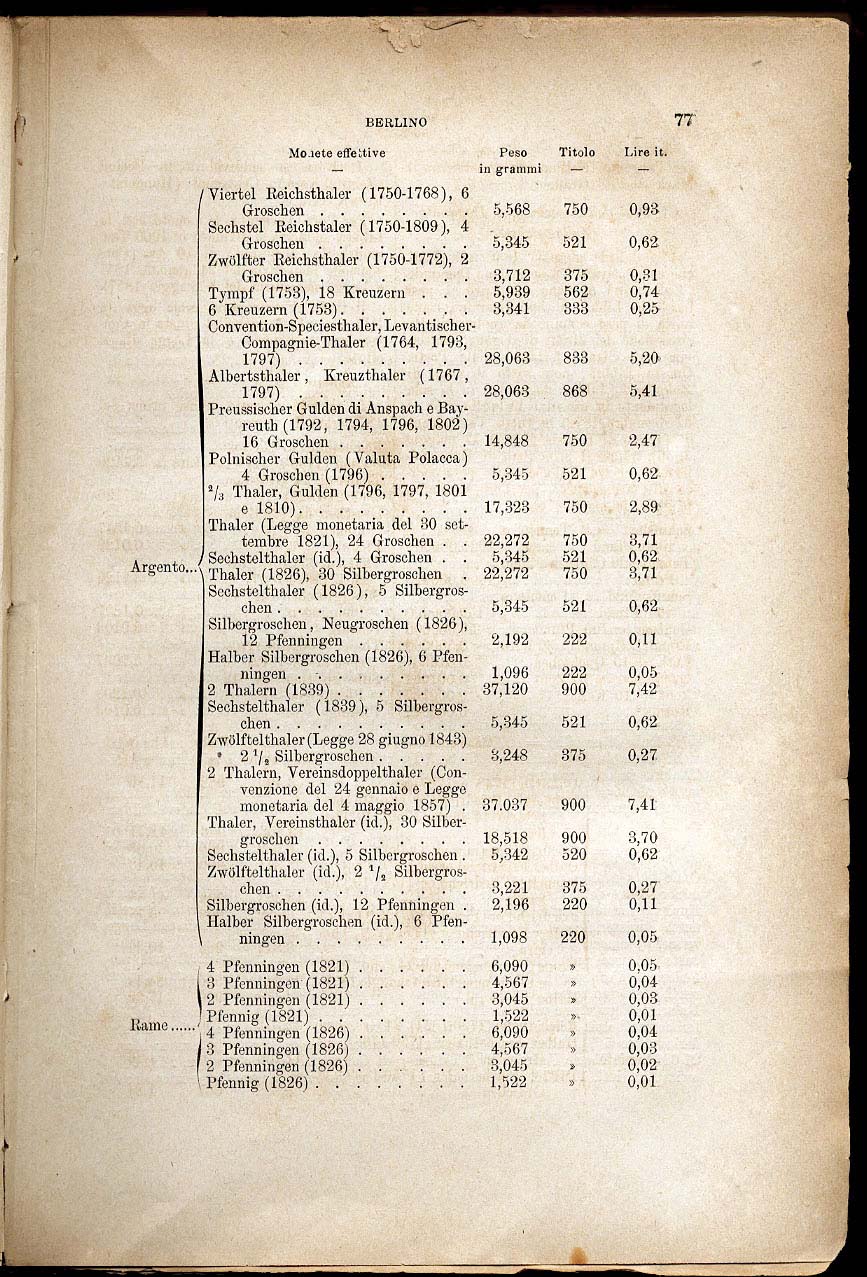 BERLINO 77
Monete effettive Peso Titolo Lire it.
— in grammi — —
Viertel Reichsthaler (1750-1768), 6
Groschen . . . . . . . . 5,568 750 0,93
Sechstel Reichstaler (1750-1809), 4
Groschen . . . . . . . . 5,345 521 0,62
Zwölfter Reichsthaler (1750-1772), 2
Groschen . . . . . . . . 3,712 375 0,31
Tympf (1753), 18 Kreuzern . . . 5,939 562 0,74
6 Kreuzern (1753). . . . . . . 3,341 333 0,25
Convention-Speciesthaler, Levantischer-
Compagnie-Thaler (1764, 1793,
1797) . . . . . . . . . 28,063 833 5,20
Albertsthaler, Kreuzthaler (1767,
1797) . . . . . . . . . 28,063 868 5,41
Preussischer Gulden di Anspach e Bay-
reuth (1792, 1794, 1796, 1802)
16 Groschen . . . . . . . 14,848 750 2,47
Polnischer Gulden (Valuta Polacca)
4 Groschen (1796) . . . . . 5,345 521 0,62
²/₃ Thaler, Gulden (1796, 1797, 1801
e 1810). . . . . . . . . 17,323 750 2,89
Thaler (Legge monetaria del 30 set-
tembre 1821), 24 Groschen . . 22,272 750 3,71
Argento... Sechstelthaler (id.), 4 Groschen . . 5,345 521 0,62
Thaler (1826), 30 Silbergroschen . 22,272 750 3,71
Sechstelthaler (1826), 5 Silbergros-
chen . . . . . . . . . . 5,345 521 0,62
Silbergroschen, Neugroschen (1826),
12 Pfenningen . . . . . . 2,192 222 0,11
Halber Silbergroschen (1826), 6 Pfen-
ningen . . . . . . . . . 1,096 222 0,05
2 Thalern (1839) . . . . . . . 37,120 900 7,42
Sechstelthaler (1839), 5 Silbergros-
chen . . . . . . . . . . 5,345 521 0,62
Zwölftelthaler (Legge 28 giugno 1843)
2 ¹/₂ Silbergroschen . . . . . 3,248 375 0,27
2 Thalern, Vereinsdoppelthaler (Con-
venzione del 24 gennaio e Legge
monetaria del 4 maggio 1857) . 37.037 900 7,41
Thaler, Vereinsthaler (id.), 30 Silber-
groschen . . . . . . . . 18,518 900 3,70
Sechstelthaler (id.), 5 Silbergroschen . 5,342 520 0,62
Zwölftelthaler (id.), 2 ¹/₂ Silbergros-
chen . . . . . . . . . . 3,221 375 0,27
Silbergroschen (id.), 12 Pfenningen . 2,196 220 0,11
Halber Silbergroschen (id.), 6 Pfen-
ningen . . . . . . . . . 1,098 220 0,05
4 Pfenningen (1821) . . . . . . 6,090 » 0,05
3 Pfenningen (1821) . . . . . . 4,567 » 0,04
2 Pfenningen (1821) . . . . . . 3,045 » 0,03
Pfennig (1821) . . . . . . . . 1,522 » 0,01
Rame...... 4 Pfenningen (1826) . . . . . . 6,090 » 0,04
3 Pfenningen (1826) . . . . . . 4,567 » 0,03
2 Pfenningen (1826) . . . . . . 3,045 » 0,02
Pfennig (1826) . . . . . . . . 1,522 » 0,01